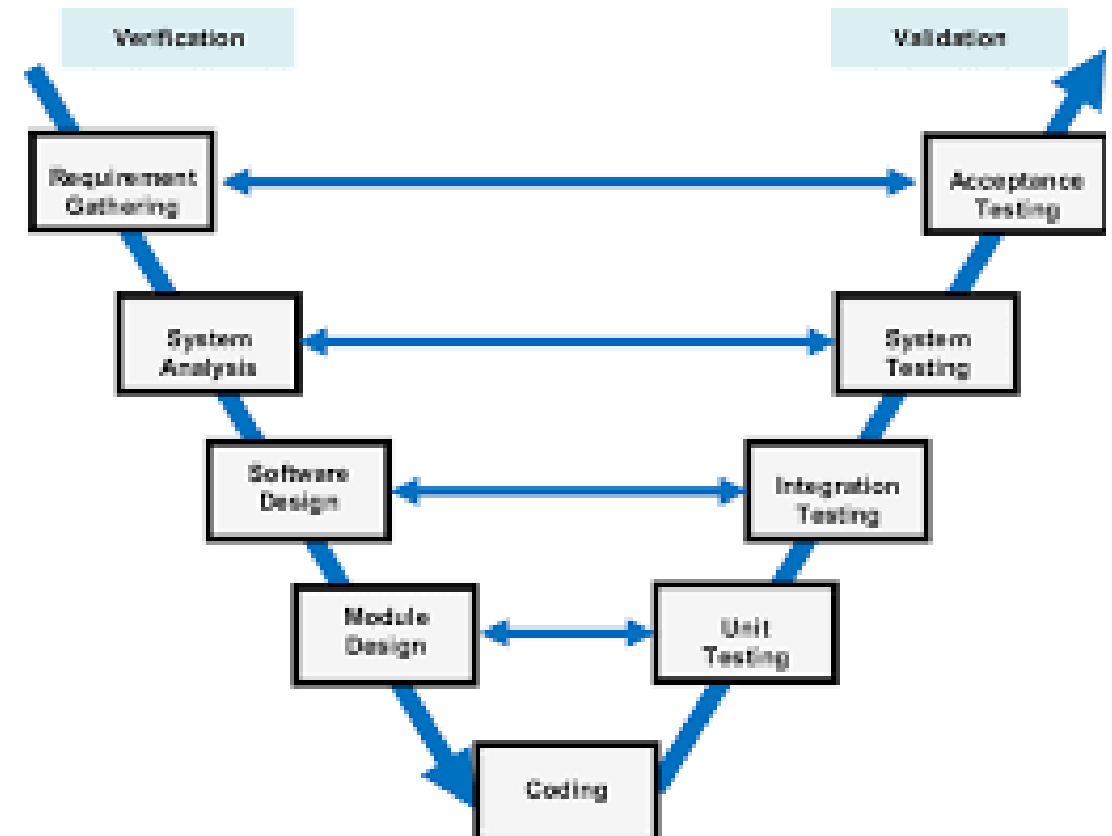 Verification
Validation
Requirement
Gathering
Acceptance
Testing
System
Analysis
System
Testing
Software
Design
Integration
Testing
Module
Design
Unit
Testing
Coding